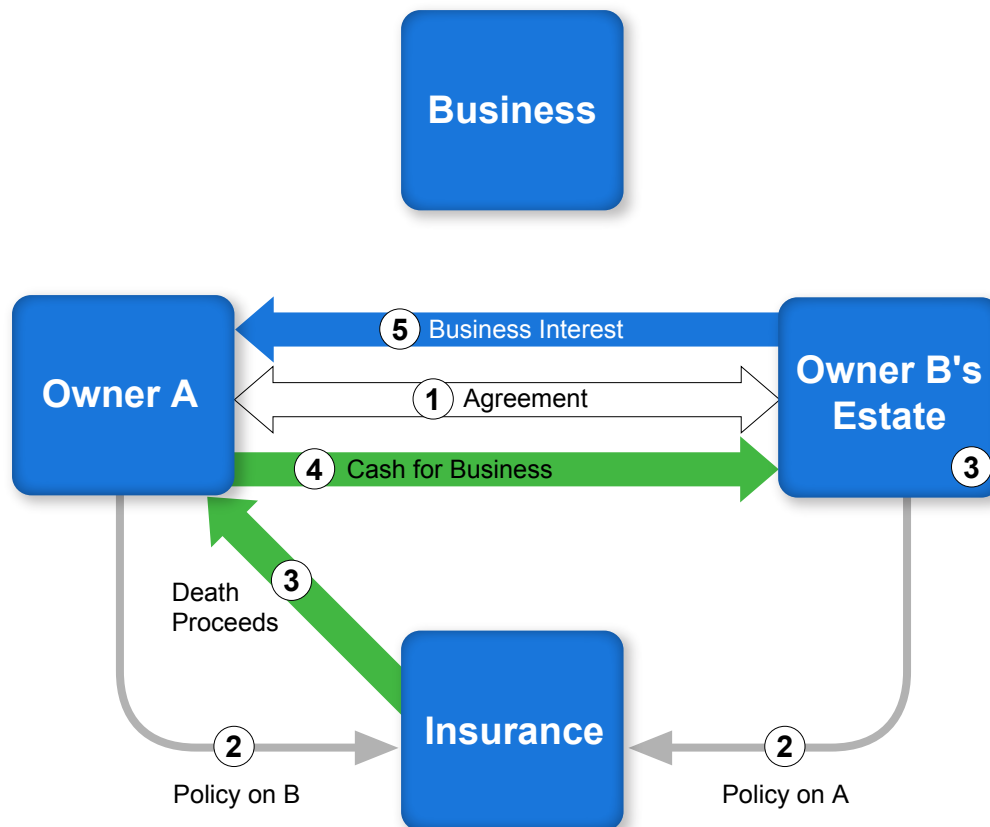 Business
5 Business Interest
Owner A
1 Agreement
Owner B's
Estate
3
4 Cash for Business
3
Death
Proceeds
Insurance
2
2
Policy on B
Policy on A